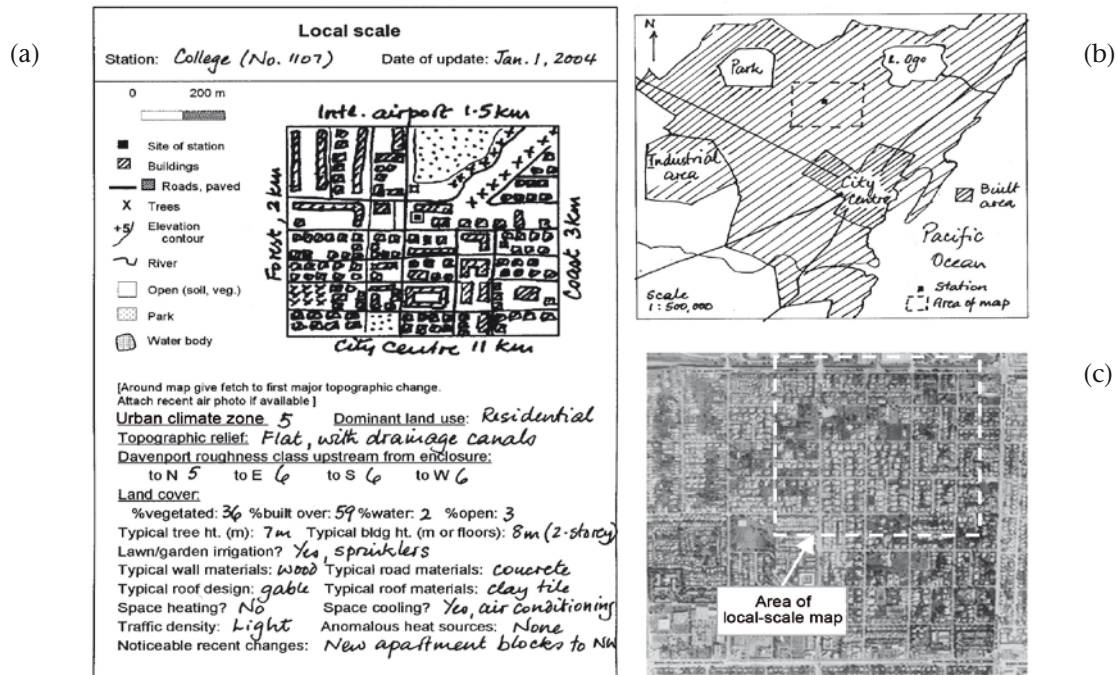 (a)
Local scale
Station: College (No. 1107) Date of update: Jan. 1, 2004
0 200 m
Site of station
Buildings
Roads, paved
X Trees
+5 Elevation
contour
River
Open (soil, veg.)
Park
Water body
Intl. airport 1.5 km
Forest, 2 km
Coast 3 km
City Centre 11 km
[Around map give fetch to first major topographic change.
Attach recent air photo if available ]
Urban climate zone 5 Dominant land use: Residential
Topographic relief: Flat, with drainage canals
Davenport roughness class upstream from enclosure:
to N 5 to E 6 to S 6 to W 6
Land cover:
%vegetated: 36 %built over: 59 %water: 2 %open: 3
Typical tree ht. (m): 7m Typical bldg ht. (m or floors): 8m (2-storey)
Lawn/garden irrigation? Yes, sprinklers
Typical wall materials: wood Typical road materials: concrete
Typical roof design: gable Typical roof materials: clay tile
Space heating? No Space cooling? Yes, air conditioning
Traffic density: Light Anomalous heat sources: None
Noticeable recent changes: New apartment blocks to NW
(b)
N
Park
L. Ogo
Industrial
area
City
Centre
Built
area
Pacific
Ocean
Station
Area of map
Scale
1:500,000
(c)
Area of
local-scale map